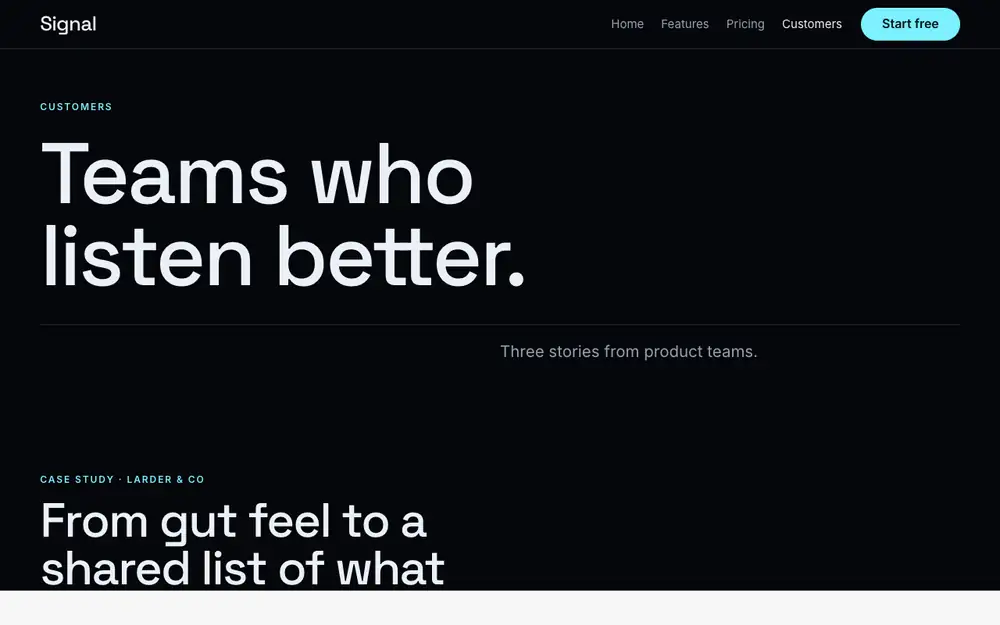 Signal
Home
Features
Pricing
Customers
Start free
CUSTOMERS
Teams who
listen better.
Three stories from product teams.
CASE STUDY · LARDER & CO
From gut feel to a
shared list of what